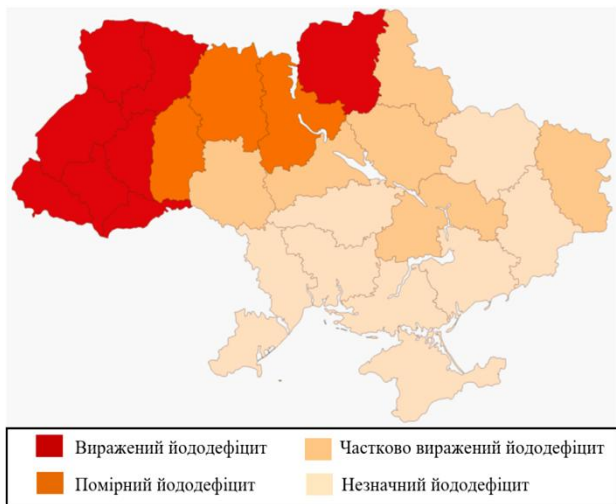 Виражений йододефіцит
Частково виражений йододефіцит
Помірний йододефіцит
Незначний йододефіцит